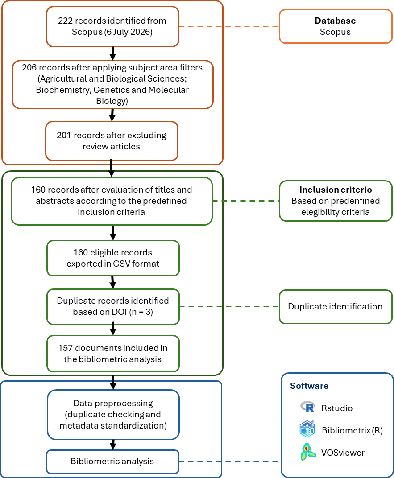 222 records identified from
Scopus (6 July 2026)
Database
Scopus
206 records after applying subject area filters
(Agricultural and Biological Sciences;
Biochemistry, Genetics and Molecular
Biology)
201 records after excluding
review articles
160 records after evaluation of titles and
abstracts according to the predefined
inclusion criteria
Inclusion criterio
Based on predefined
elegibility criteria
160 eligible records
exported in CSV format
Duplicate records identified
based on DOI (n = 3)
Duplicate identification
157 documents included in
the bibliometric analysis
Data preprocessing
(duplicate checking and
metadata standardization)
Bibliometric analysis
Software
Rstudio
Bibliometrix (R)
VOSviewer